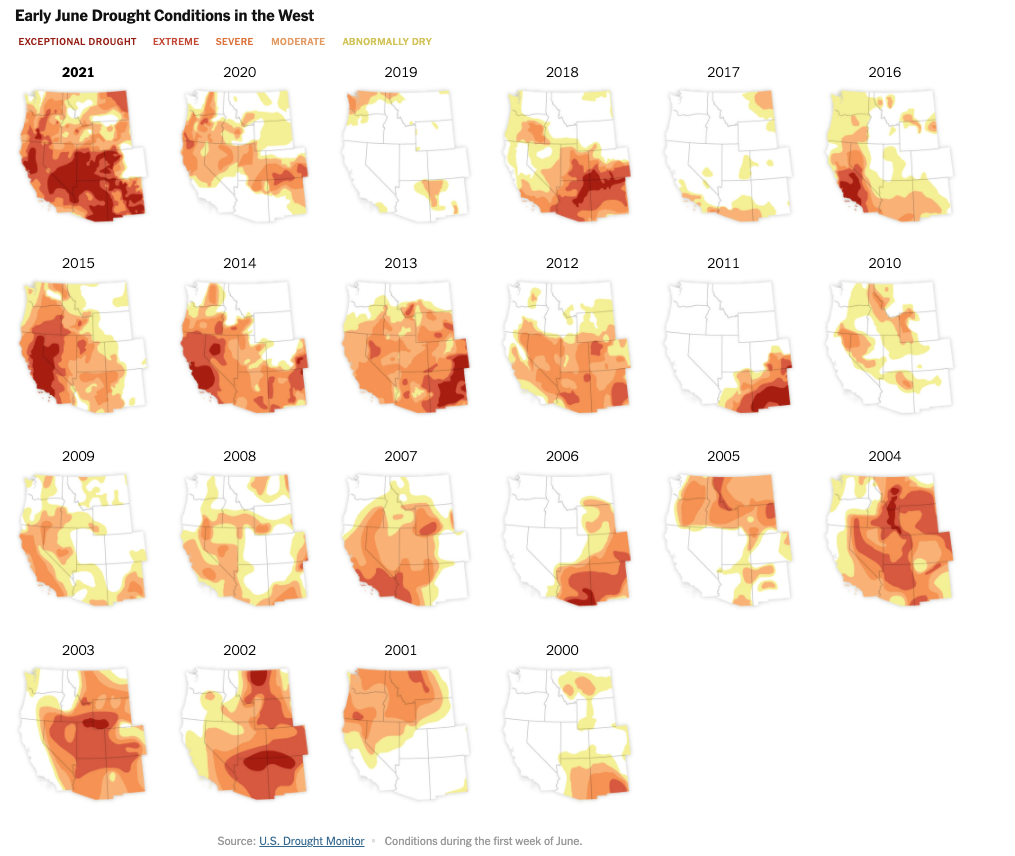 Early June Drought Conditions in the West
EXCEPTIONAL DROUGHT EXTREME SEVERE MODERATE ABNORMALLY DRY
2021 2020 2019 2018 2017 2016
2015 2014 2013 2012 2011 2010
2009 2008 2007 2006 2005 2004
2003 2002 2001 2000
Source: U.S. Drought Monitor • Conditions during the first week of June.